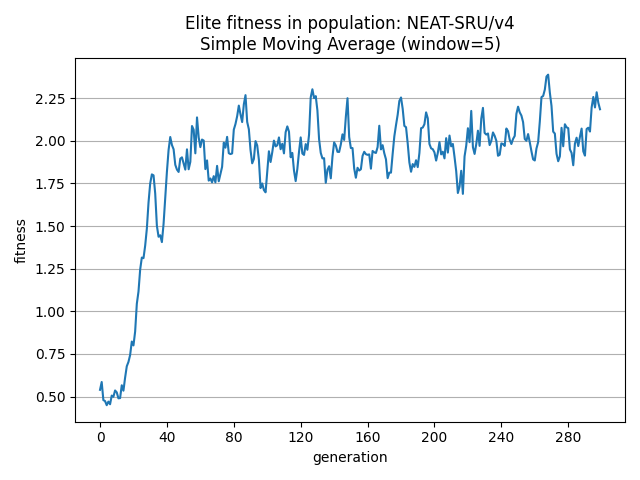 Elite fitness in population: NEAT-SRU/v4
Simple Moving Average (window=5)
2.25
2.00
1.75
1.50
1.25
1.00
0.75
0.50
fitness
0 40 80 120 160 200 240 280
generation